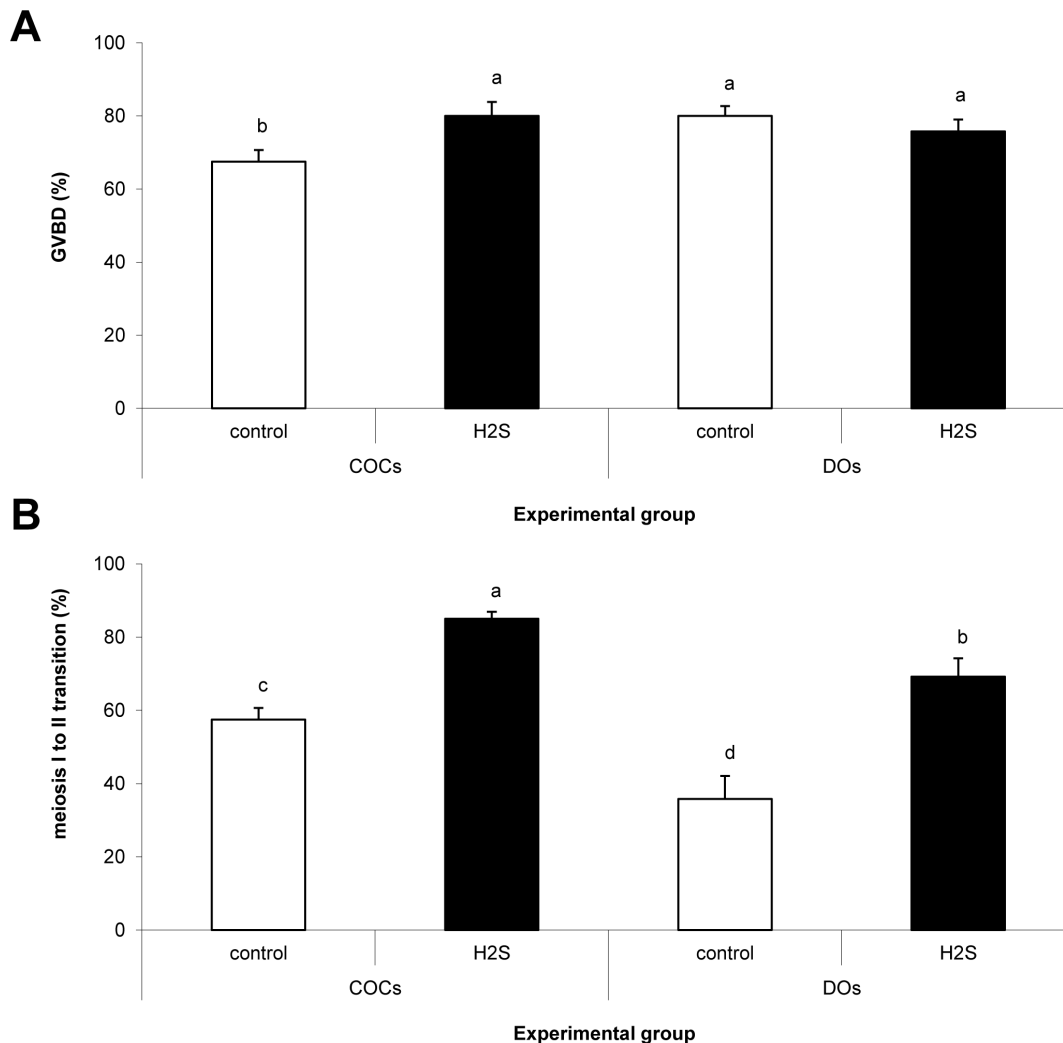 A
GVBD (%)
100
80
60
40
20
0
b
a
a
a
control
H2S
control
H2S
COCs
DOs
Experimental group
B
meiosis I to II transition (%)
100
80
60
40
20
0
c
a
d
b
control
H2S
control
H2S
COCs
DOs
Experimental group